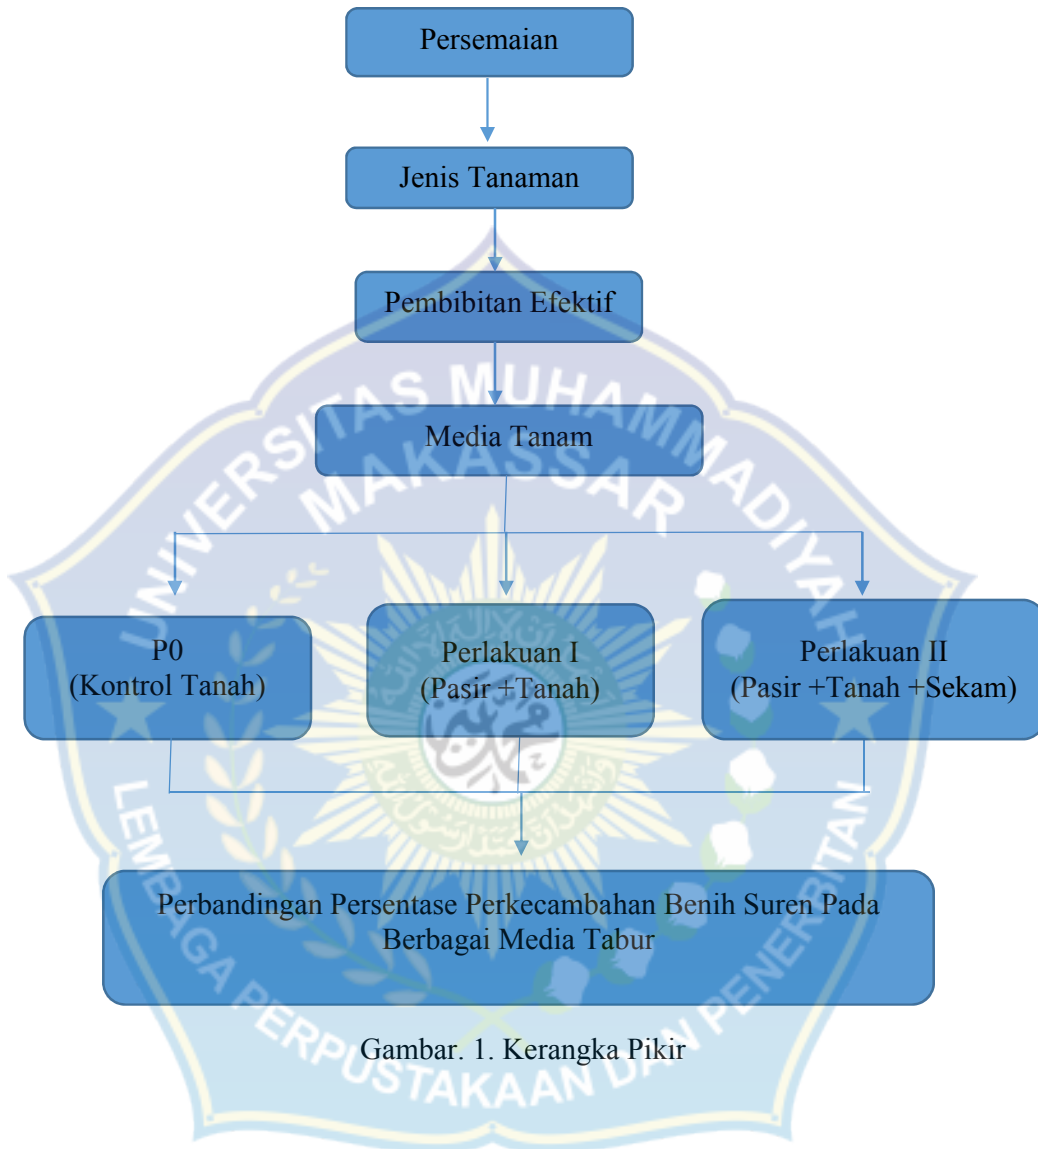 Persemaian
Jenis Tanaman
Pembibitan Efektif
Media Tanam
UNIVERSITAS MUHAMMADIYAH
MAKASSAR
P0
(Kontrol Tanah)
Perlakuan I
(Pasir +Tanah)
Perlakuan II
(Pasir +Tanah +Sekam)
Perbandingan Persentase Perkecambahan Benih Suren Pada
Berbagai Media Tabur
LEMBAGA PERPUSTAKAAN DAN PENERBITAN
Gambar. 1. Kerangka Pikir